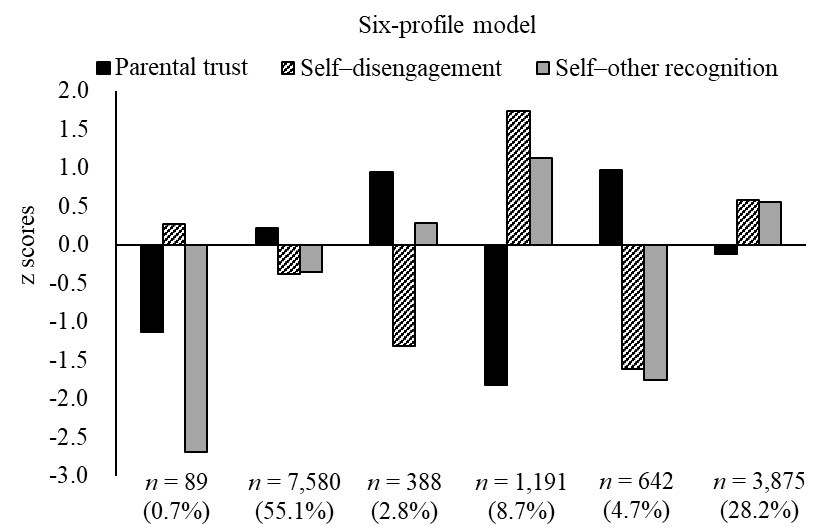 Six-profile model
Parental trust Self–disengagement Self–other recognition
2.0
1.5
1.0
0.5
0.0
-0.5
-1.0
-1.5
-2.0
-2.5
-3.0
z scores
n = 89 n = 7,580 n = 388 n = 1,191 n = 642 n = 3,875
(0.7%) (55.1%) (2.8%) (8.7%) (4.7%) (28.2%)